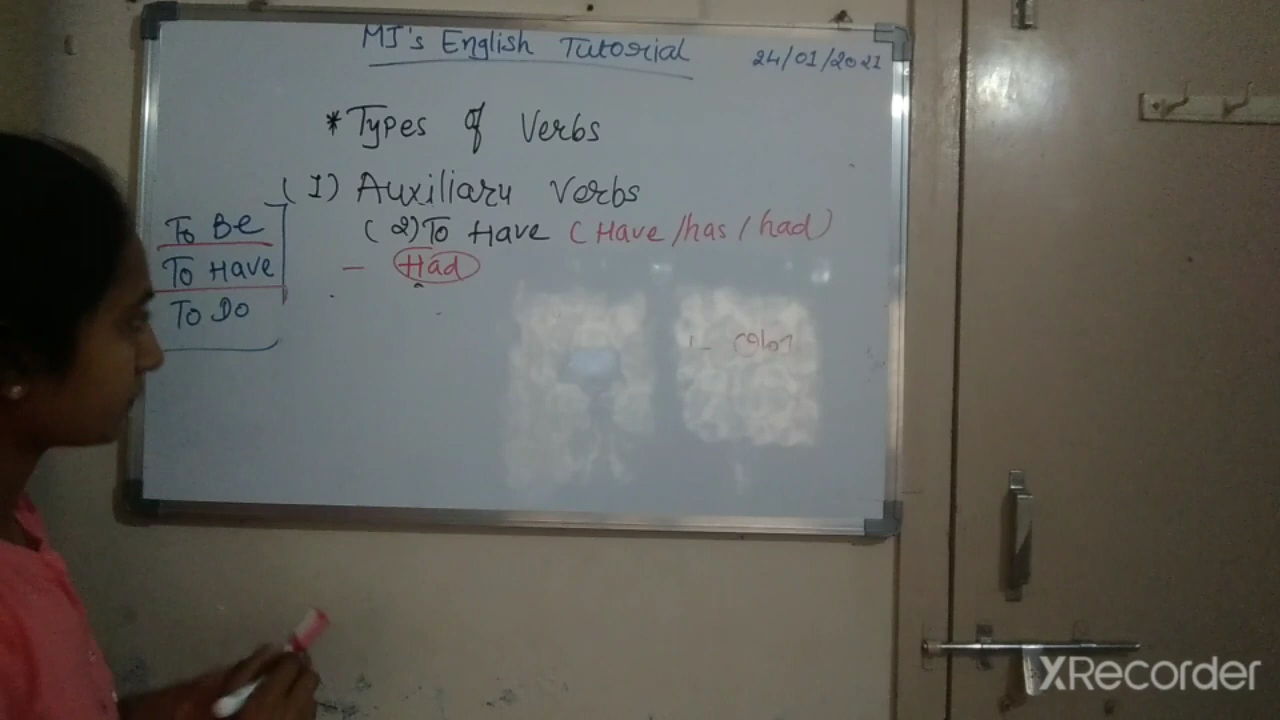 MJ's English Tutorial 24/01/2021
*Types of Verbs
(1) Auxiliary Verbs
(2) To Have (Have/has/had)
- Had
To Be
To Have
To Do
XRecorder